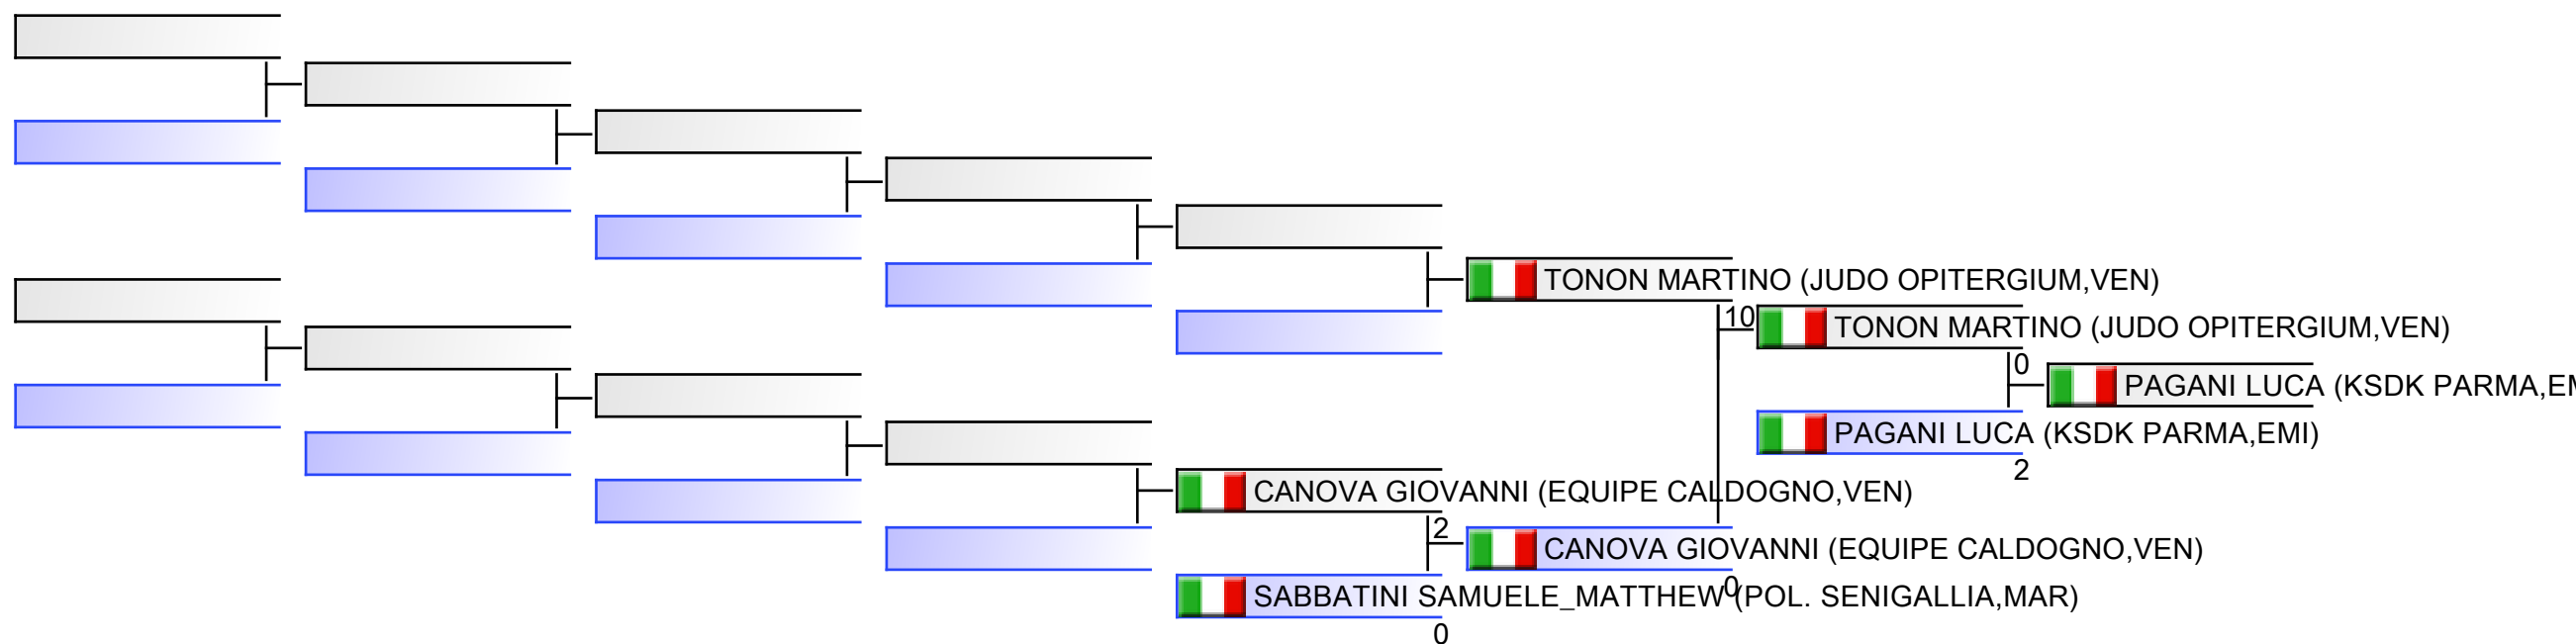 TONON MARTINO (JUDO OPITERGIUM,VEN)
10
TONON MARTINO (JUDO OPITERGIUM,VEN)
0
PAGANI LUCA (KSDK PARMA,EM
PAGANI LUCA (KSDK PARMA,EMI)
2
CANOVA GIOVANNI (EQUIPE CALDOGNO,VEN)
2
CANOVA GIOVANNI (EQUIPE CALDOGNO,VEN)
0
SABBATINI SAMUELE_MATTHEW (POL. SENIGALLIA,MAR)
0